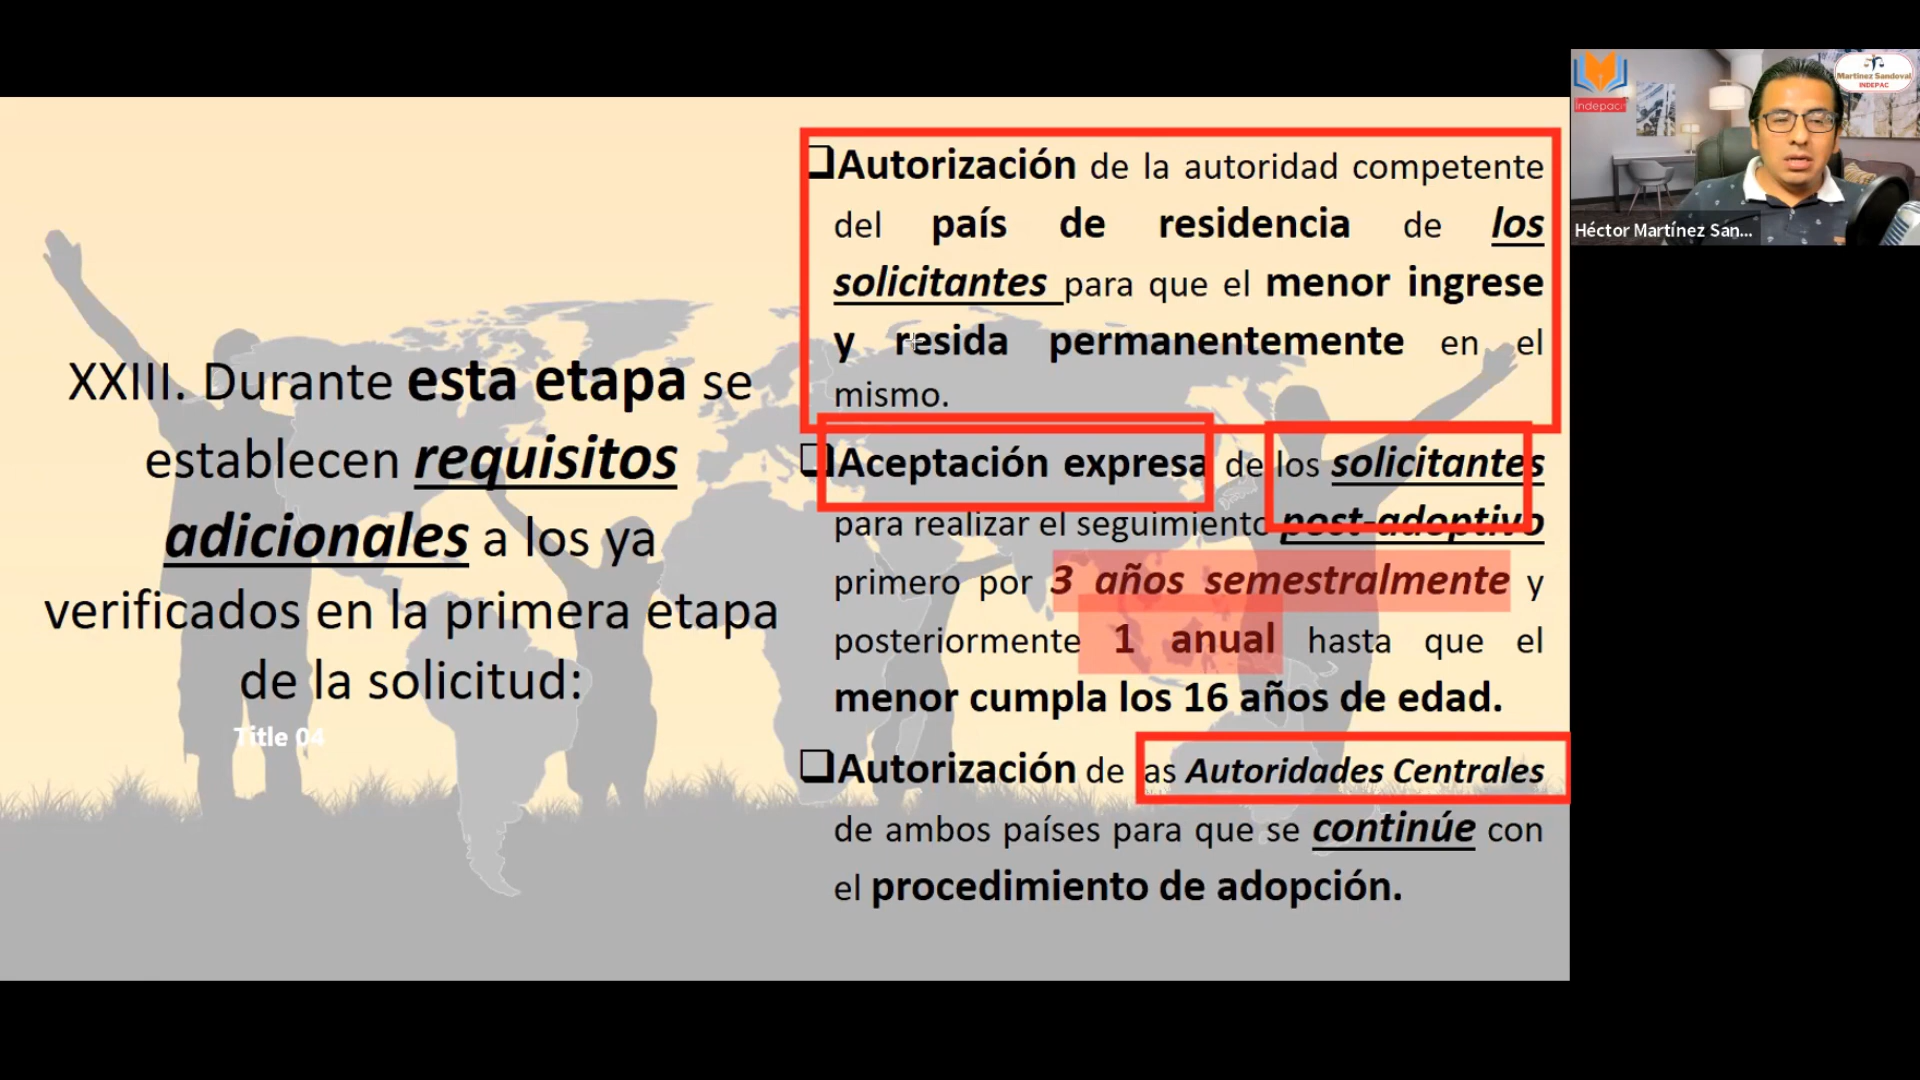 XXIII. Durante esta etapa se
establecen requisitos
adicionales a los ya
verificados en la primera etapa
de la solicitud:
Title 04
❑Autorización de la autoridad competente
del país de residencia de los
solicitantes para que el menor ingrese
y resida permanentemente en el
mismo.
❑Aceptación expresa de los solicitantes
para realizar el seguimiento post-adoptivo
primero por 3 años semestralmente y
posteriormente 1 anual hasta que el
menor cumpla los 16 años de edad.
❑Autorización de las Autoridades Centrales
de ambos países para que se continúe con
el procedimiento de adopción.
Indepac
Martínez Sandoval
INDEPAC
Héctor Martínez San...